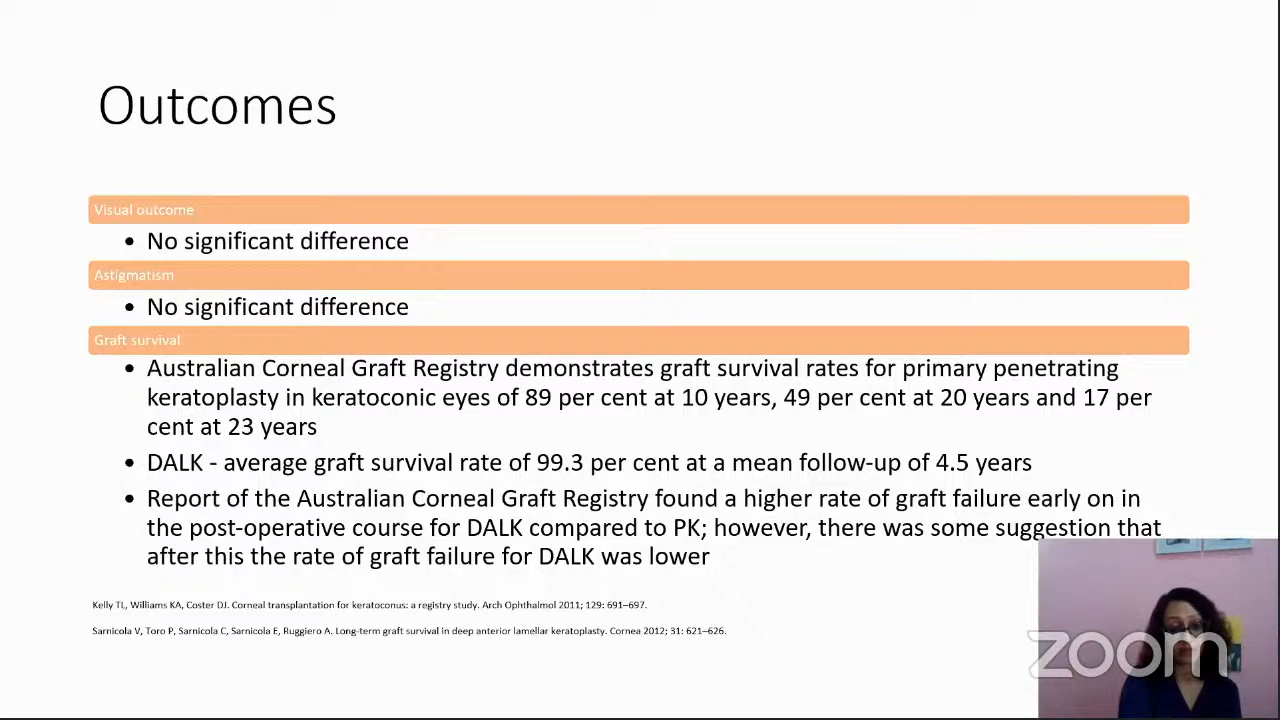 Outcomes
Visual outcome
• No significant difference
Astigmatism
• No significant difference
Graft survival
• Australian Corneal Graft Registry demonstrates graft survival rates for primary penetrating
keratoplasty in keratoconic eyes of 89 per cent at 10 years, 49 per cent at 20 years and 17 per
cent at 23 years
• DALK - average graft survival rate of 99.3 per cent at a mean follow-up of 4.5 years
• Report of the Australian Corneal Graft Registry found a higher rate of graft failure early on in
the post-operative course for DALK compared to PK; however, there was some suggestion that
after this the rate of graft failure for DALK was lower
Kelly TL, Williams KA, Coster DJ. Corneal transplantation for keratoconus: a registry study. Arch Ophthalmol 2011; 129: 691–697.
Sarnicola V, Toro P, Sarnicola C, Sarnicola E, Ruggiero A. Long-term graft survival in deep anterior lamellar keratoplasty. Cornea 2012; 31: 621–626.
zoom